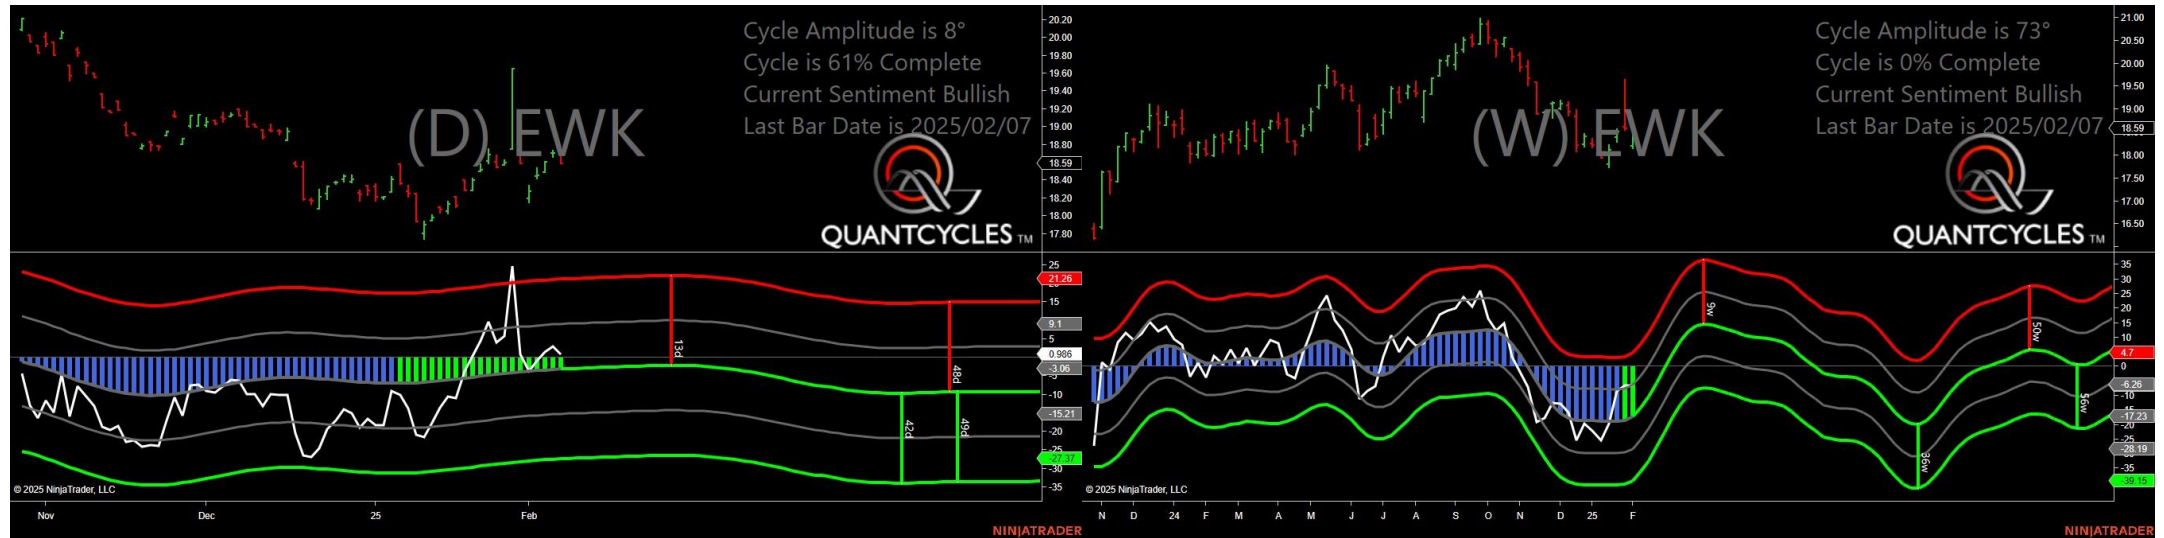 Cycle Amplitude is 8°
Cycle is 61% Complete
Current Sentiment Bullish
Last Bar Date is 2025/02/07
(D) EWK
QUANTCYCLES TM
20.20
20.00
19.80
19.60
19.40
19.20
19.00
18.80
18.59
18.40
18.20
18.00
17.80
25
21.26
15
9.1
5
0.986
-3.06
-5
-10
-15.21
-20
-27.37
-30
-35
13d
48d
42d
49d
© 2025 NinjaTrader, LLC
Nov Dec 25 Feb
NINJATRADER
Cycle Amplitude is 73°
Cycle is 0% Complete
Current Sentiment Bullish
Last Bar Date is 2025/02/07
(W) EWK
QUANTCYCLES TM
21.00
20.50
20.00
19.50
19.00
18.59
18.00
17.50
17.00
16.50
35
30
25
20
15
10
4.7
0
-6.26
-10
-17.23
-20
-25
-28.19
-35
-39.15
9w
50w
56w
36w
© 2025 NinjaTrader, LLC
N D 24 F M A M J J A S O N D 25 F
NINJATRADER